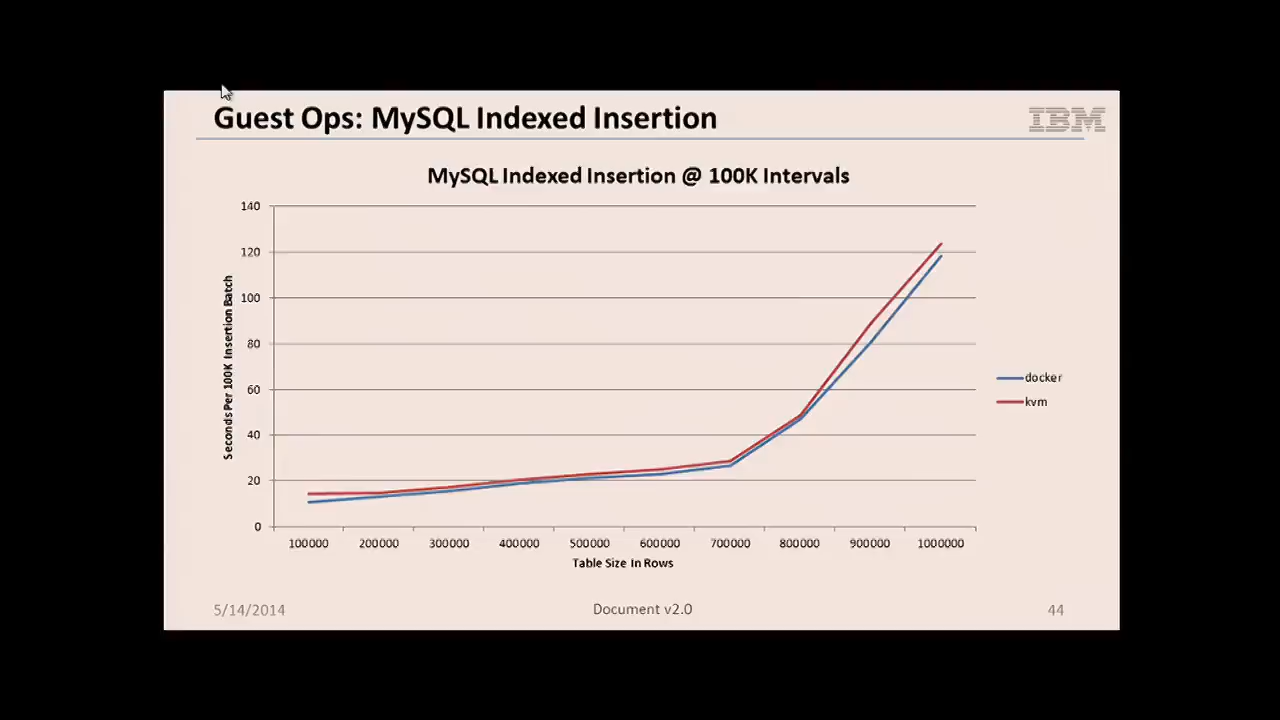 Guest Ops: MySQL Indexed Insertion
IBM
MySQL Indexed Insertion @ 100K Intervals
140
120
100
80
60
40
20
0
Seconds Per 100K Insertion Batch
100000 200000 300000 400000 500000 600000 700000 800000 900000 1000000
Table Size In Rows
docker
kvm
5/14/2014 Document v2.0 44